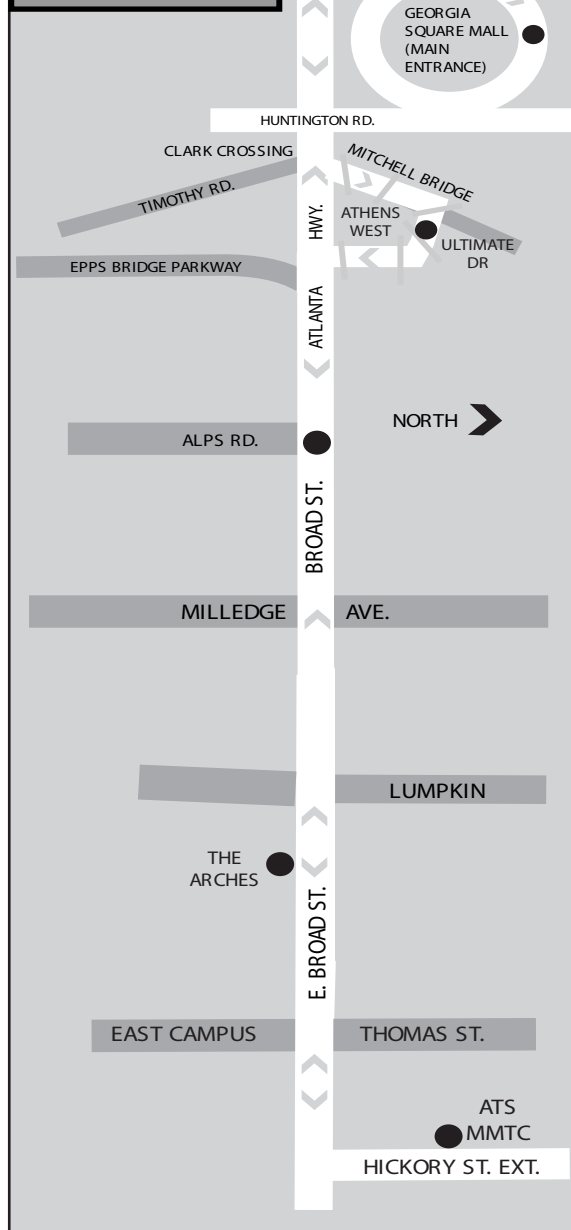 GEORGIA
SQUARE MALL
(MAIN
ENTRANCE)
HUNTINGTON RD.
CLARK CROSSING
MITCHELL BRIDGE
TIMOTHY RD.
ATHENS
WEST
HWY.
ULTIMATE
DR
EPPS BRIDGE PARKWAY
ATLANTA
NORTH
ALPS RD.
BROAD ST.
MILLEDGE AVE.
LUMPKIN
THE
ARCHES
E. BROAD ST.
EAST CAMPUS
THOMAS ST.
ATS
MMTC
HICKORY ST. EXT.